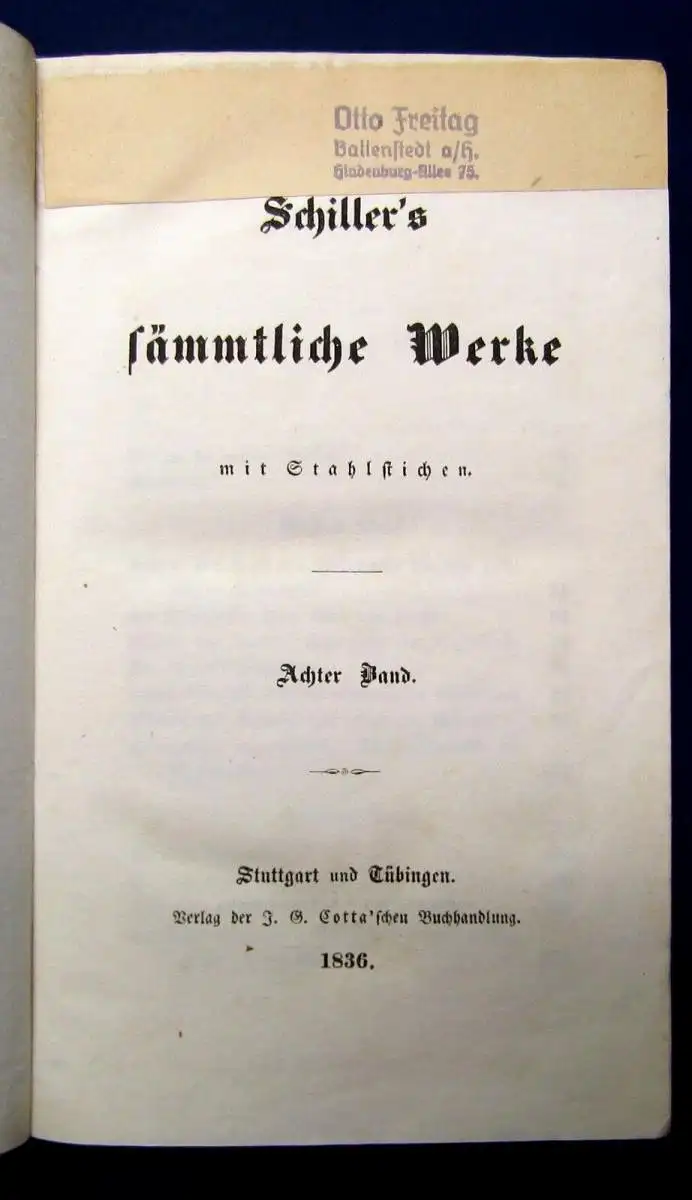 Otto Freitag
Ballenstedt a/H.
Hindenburg-Allee 75.
Schiller's
ſämmtliche Werke
mit Stahlſtichen.
Achter Band.
Stuttgart und Tübingen.
Verlag der J. G. Cotta'ſchen Buchhandlung.
1836.